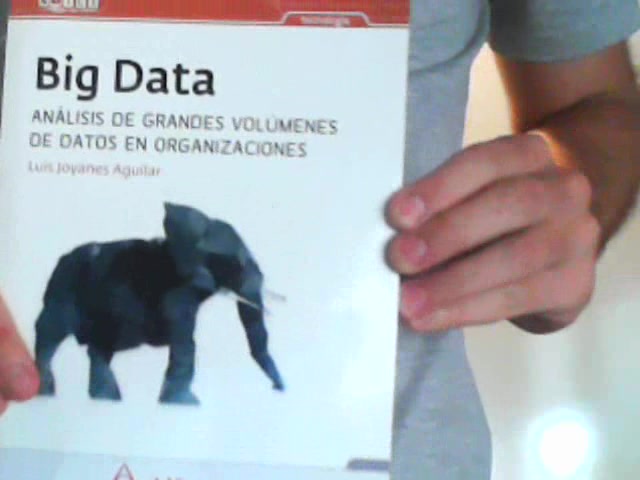 Big Data
ANÁLISIS DE GRANDES VOLÚMENES
DE DATOS EN ORGANIZACIONES
Luis Joyanes Aguilar